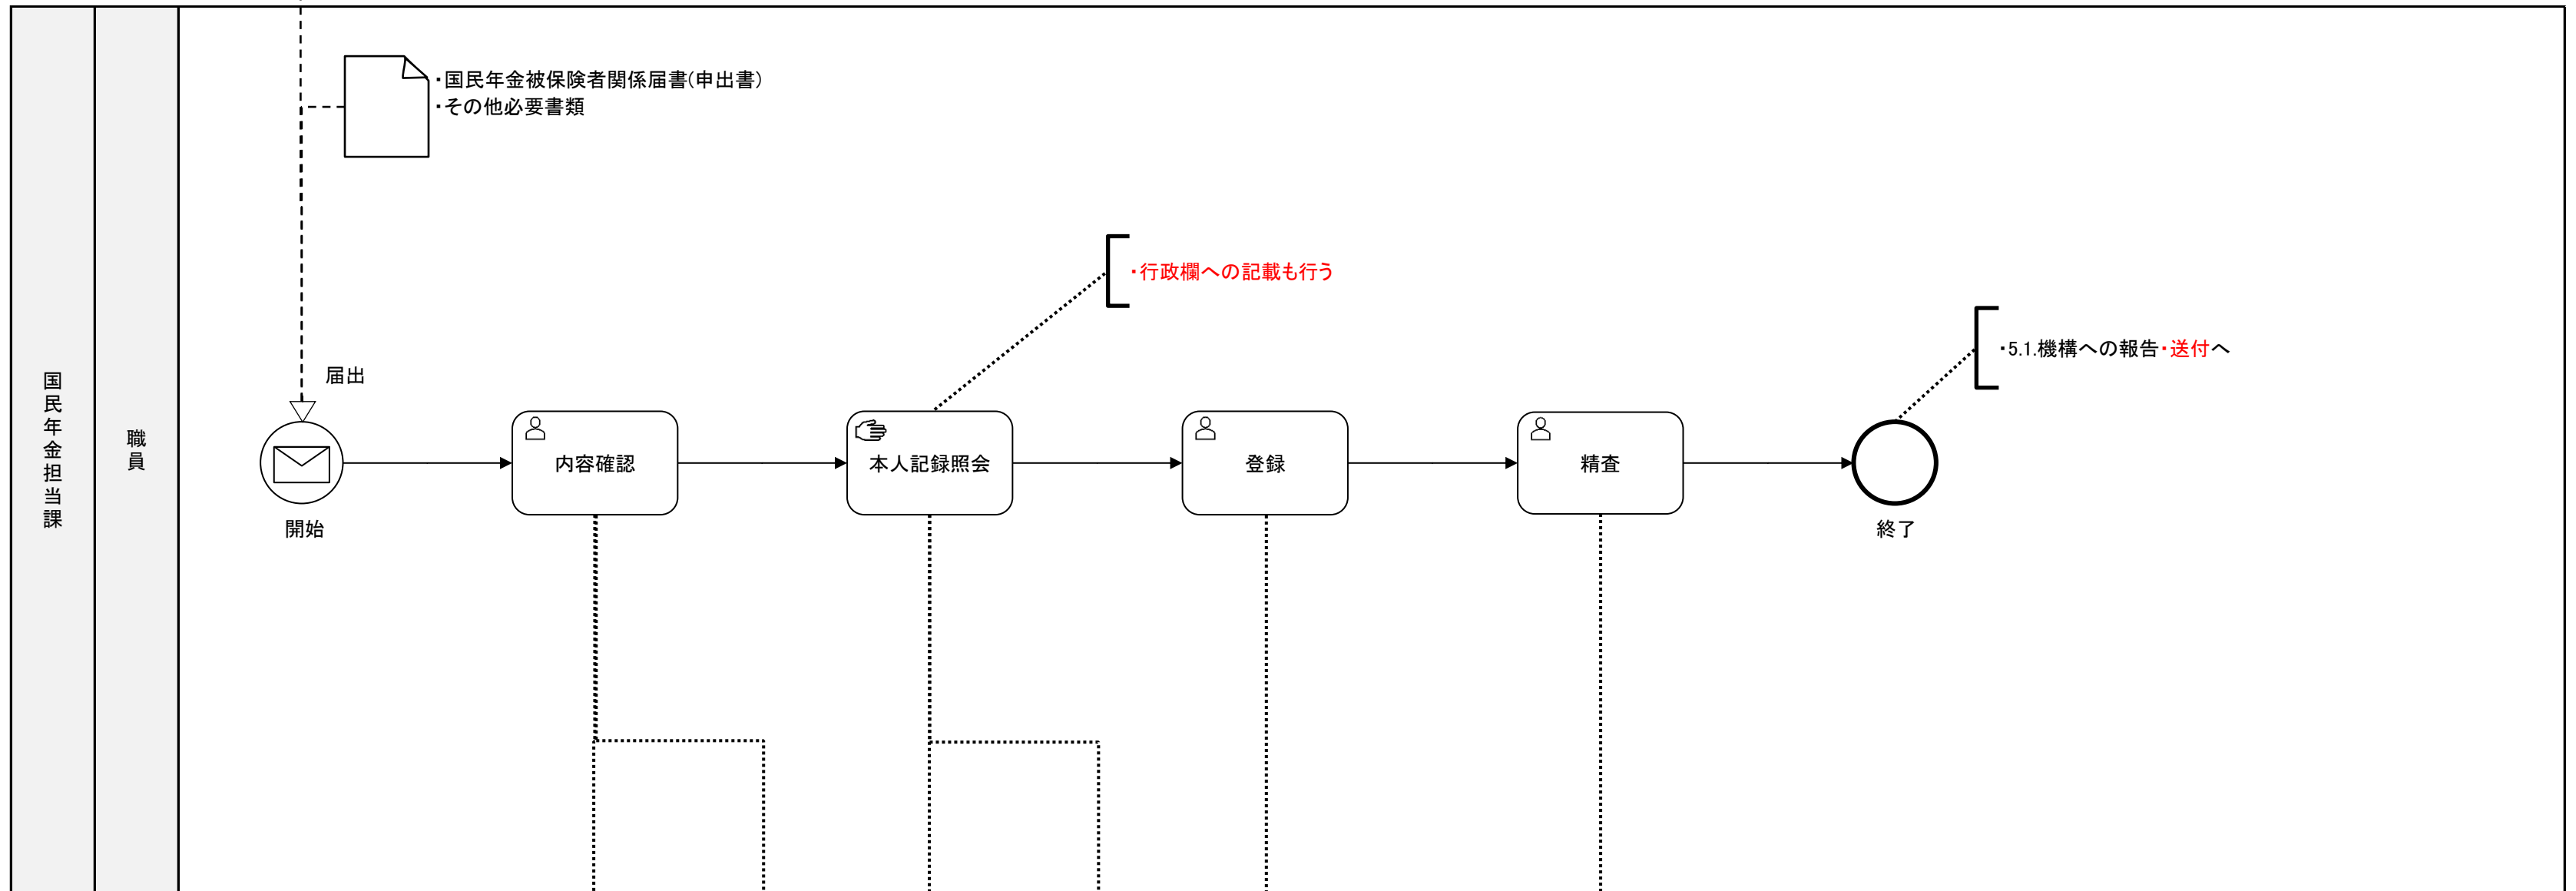 国民年金担当課
職員
・国民年金被保険者関係届書(申出書)
・その他必要書類
・行政欄への記載も行う
・5.1.機構への報告・送付へ
届出
内容確認
本人記録照会
登録
精査
開始
終了